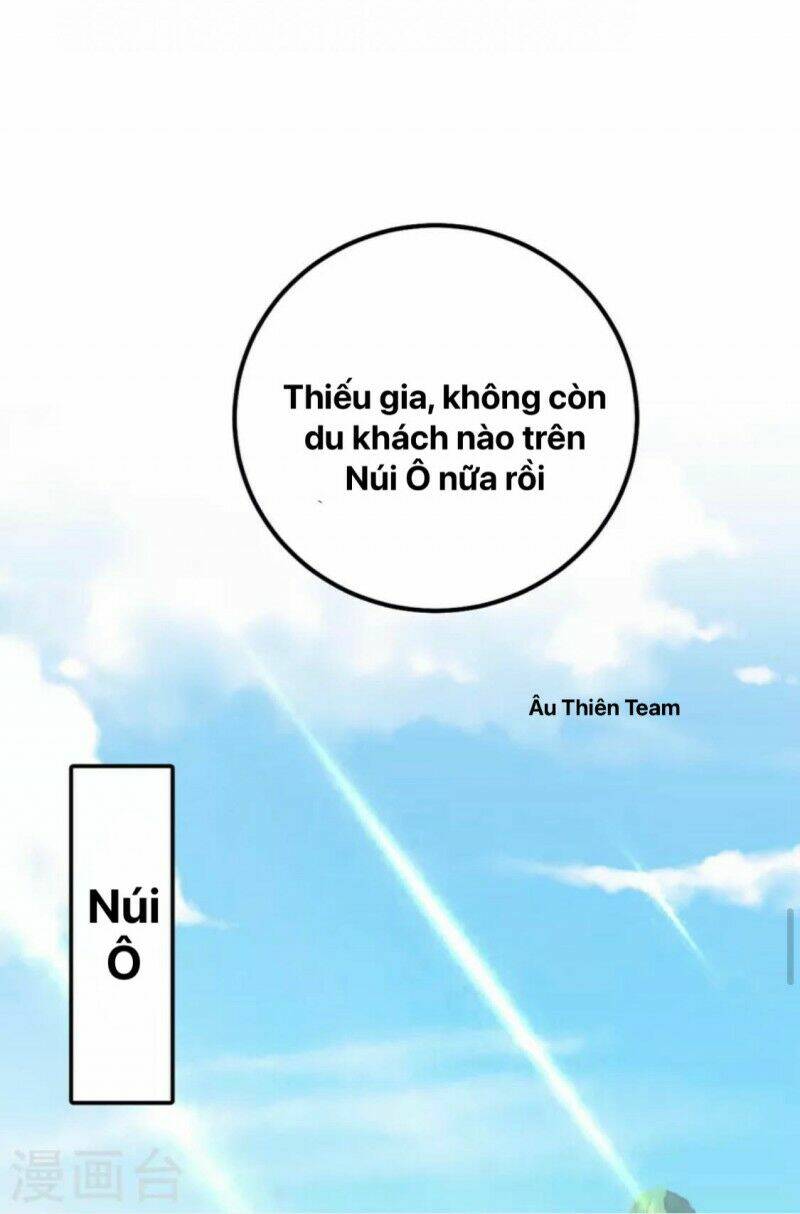 Thiếu gia, không còn
du khách nào trên
Núi Ô nữa rồi
Âu Thiên Team
Núi
Ô
漫画台